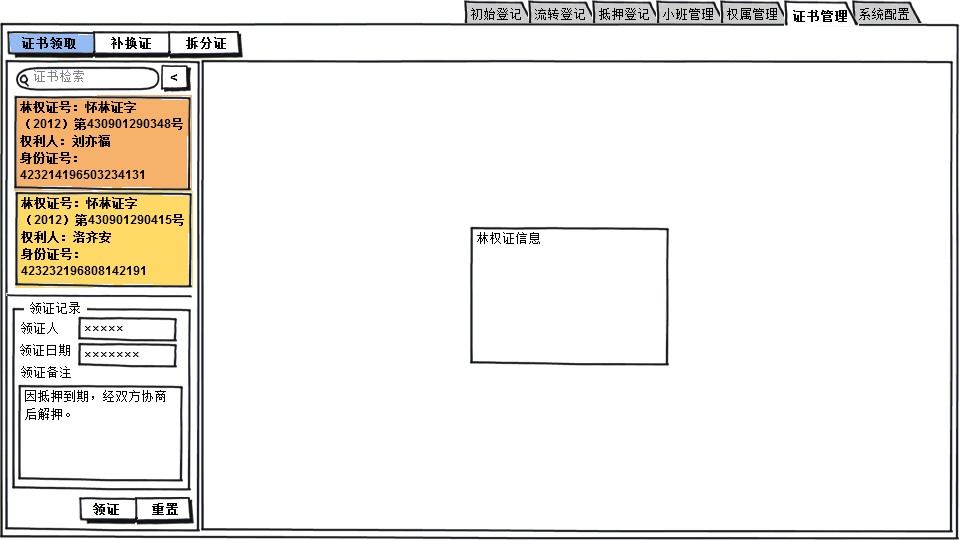 初始登记 流转登记 抵押登记 小班管理 权属管理 证书管理 系统配置
证书领取 补换证 拆分证
证书检索 <
林权证号：怀林证字
（2012）第430901290348号
权利人：刘亦福
身份证号：
423214196503234131
林权证号：怀林证字
（2012）第430901290415号
权利人：洛齐安
身份证号：
423232196808142191
林权证信息
领证记录
领证人 ×××××
领证日期 ×××××××
领证备注
因抵押到期，经双方协商
后解押。
领证 重置